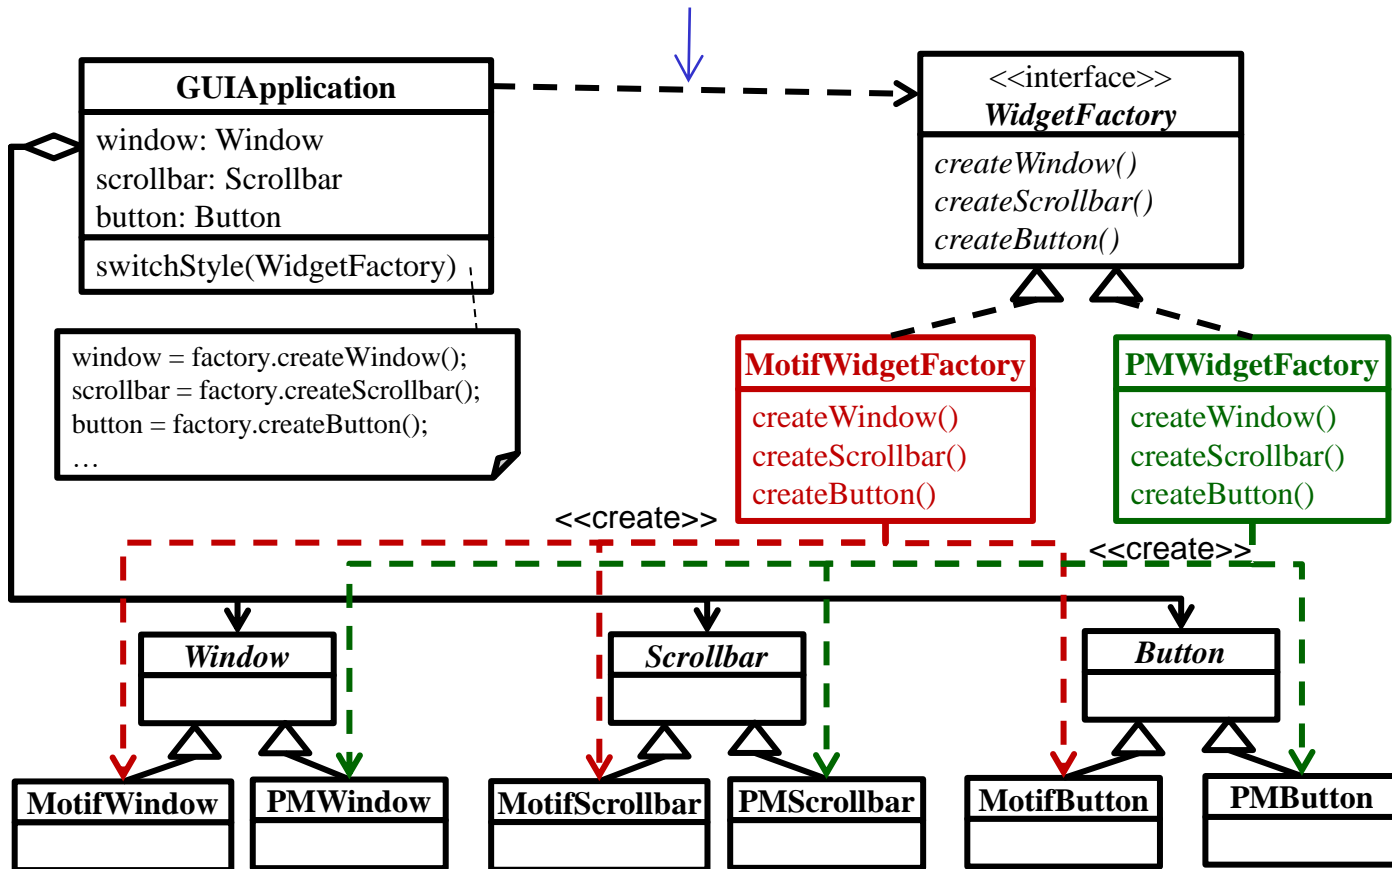 GUIApplication
window: Window
scrollbar: Scrollbar
button: Button
switchStyle(WidgetFactory)
<<interface>>
WidgetFactory
createWindow()
createScrollbar()
createButton()
window = factory.createWindow();
scrollbar = factory.createScrollbar();
button = factory.createButton();
…
MotifWidgetFactory
createWindow()
createScrollbar()
createButton()
PMWidgetFactory
createWindow()
createScrollbar()
createButton()
<<create>>
<<create>>
Window
Scrollbar
Button
MotifWindow
PMWindow
MotifScrollbar
PMScrollbar
MotifButton
PMButton